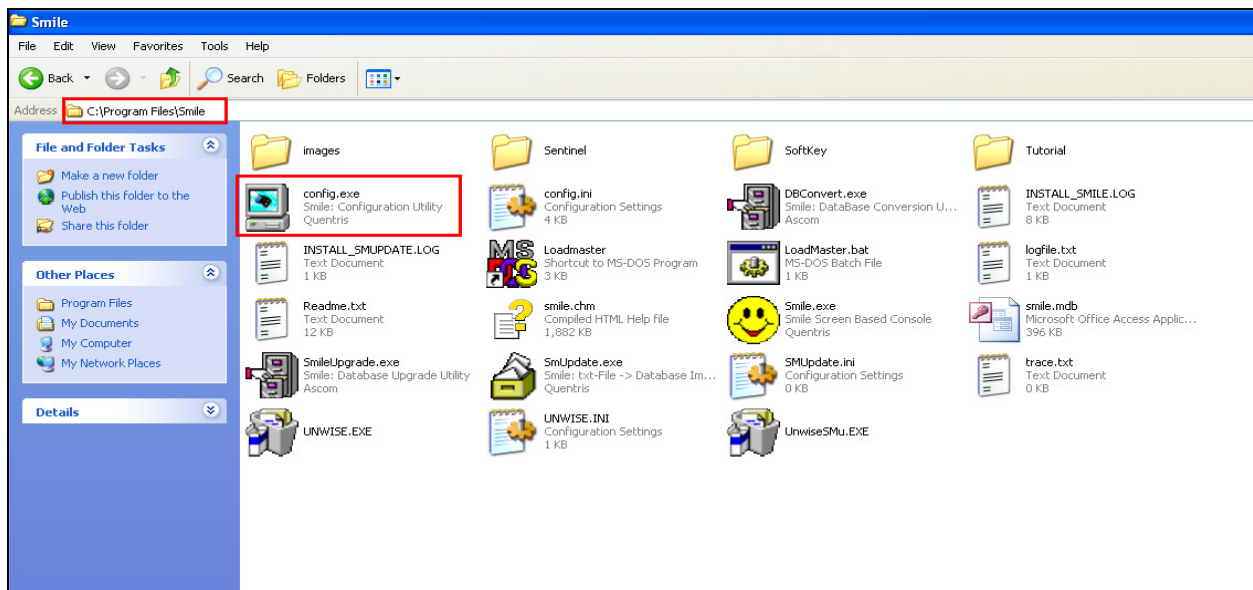 Smile
File Edit View Favorites Tools Help
Back Search Folders
Address C:\Program Files\Smile
File and Folder Tasks
Make a new folder
Publish this folder to the
Web
Share this folder
Other Places
Program Files
My Documents
My Computer
My Network Places
Details
images
Sentinel
SoftKey
Tutorial
config.exe
Smile: Configuration Utility
Quentris
config.ini
Configuration Settings
4 KB
DBConvert.exe
Smile: DataBase Conversion U...
Ascom
INSTALL_SMILE.LOG
Text Document
8 KB
INSTALL_SMUPDATE.LOG
Text Document
1 KB
MS
Loadmaster
Shortcut to MS-DOS Program
3 KB
LoadMaster.bat
MS-DOS Batch File
1 KB
logfile.txt
Text Document
1 KB
Readme.txt
Text Document
12 KB
smile.chm
Compiled HTML Help file
1,882 KB
Smile.exe
Smile Screen Based Console
Quentris
smile.mdb
Microsoft Office Access Applic...
396 KB
SmileUpgrade.exe
Smile: Database Upgrade Utility
Ascom
SmUpdate.exe
Smile: txt-File -> Database Im...
Quentris
SMUpdate.ini
Configuration Settings
0 KB
trace.txt
Text Document
0 KB
UNWISE.EXE
UNWISE.INI
Configuration Settings
1 KB
UnwiseSMu.EXE